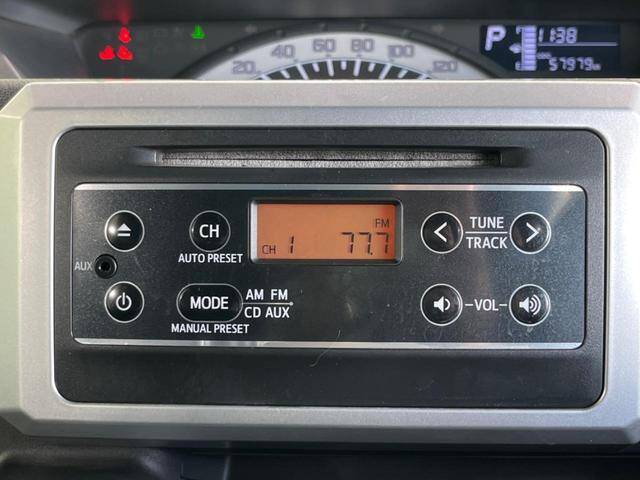 P 11:38
20 40 60 80 100 120
E 57979km
FM
CH 1 77.7
CH
AUTO PRESET
AUX
MODE
AM FM
CD AUX
MANUAL PRESET
TUNE
TRACK
-VOL-